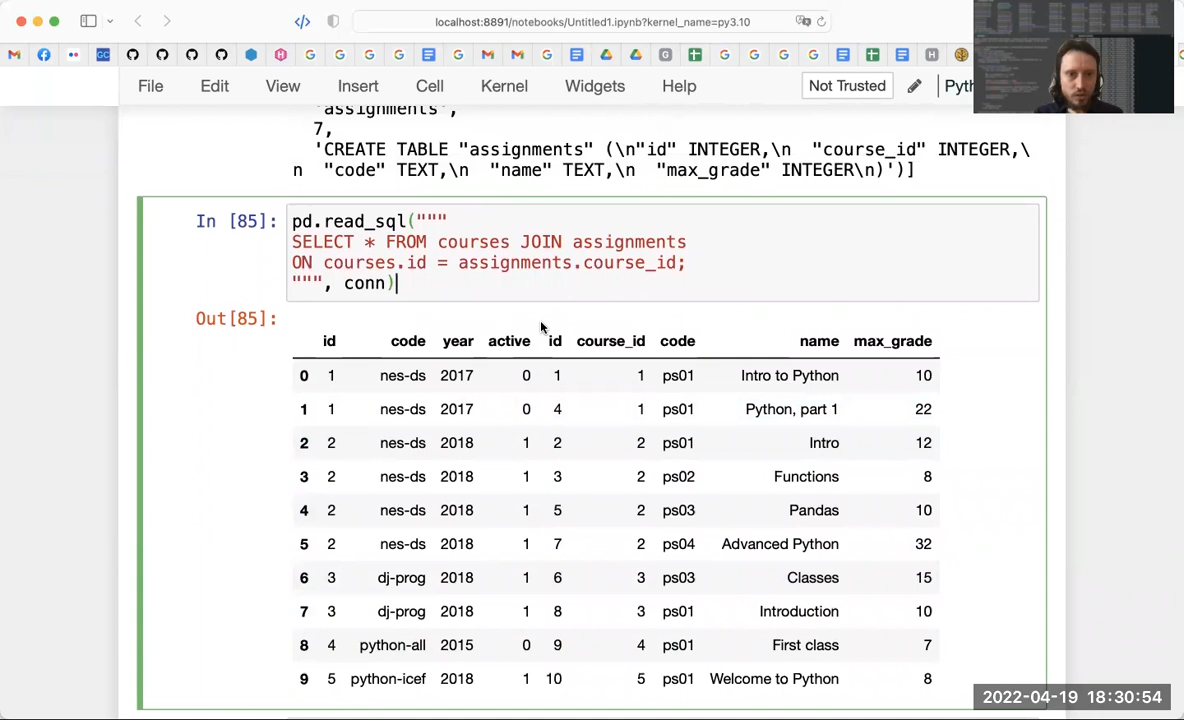 localhost:8891/notebooks/Untitled1.ipynb?kernel_name=py3.10
File Edit View Insert Cell Kernel Widgets Help Not Trusted Pyth
'assignments',
7,
'CREATE TABLE "assignments" (\n"id" INTEGER,\n  "course_id" INTEGER,\
n  "code" TEXT,\n  "name" TEXT,\n  "max_grade" INTEGER\n)')]
In [85]: pd.read_sql("""
SELECT * FROM courses JOIN assignments
ON courses.id = assignments.course_id;
""", conn)
Out[85]:
id code year active id course_id code name max_grade
0 1 nes-ds 2017 0 1 1 ps01 Intro to Python 10
1 1 nes-ds 2017 0 4 1 ps01 Python, part 1 22
2 2 nes-ds 2018 1 2 2 ps01 Intro 12
3 2 nes-ds 2018 1 3 2 ps02 Functions 8
4 2 nes-ds 2018 1 5 2 ps03 Pandas 10
5 2 nes-ds 2018 1 7 2 ps04 Advanced Python 32
6 3 dj-prog 2018 1 6 3 ps03 Classes 15
7 3 dj-prog 2018 1 8 3 ps01 Introduction 10
8 4 python-all 2015 0 9 4 ps01 First class 7
9 5 python-icef 2018 1 10 5 ps01 Welcome to Python 8
2022-04-19 18:30:54